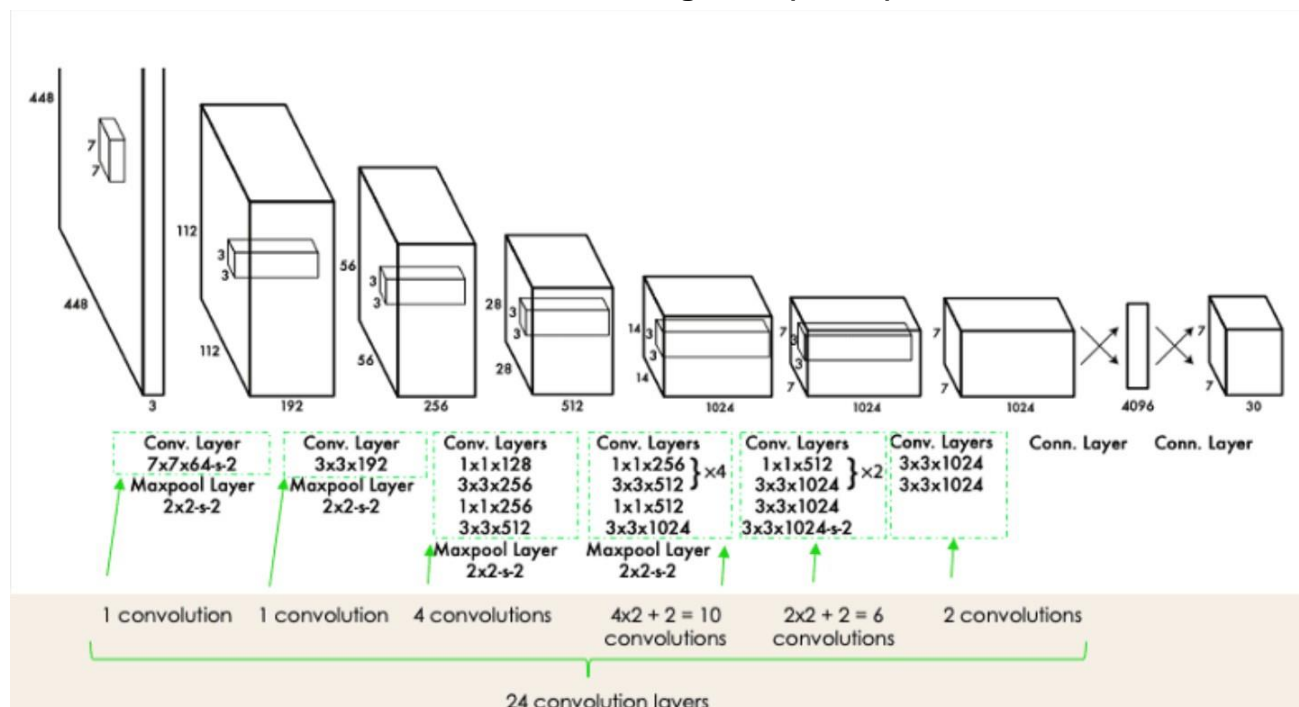 448
7
7
448
3
112
3
3
112
192
56
3
3
56
256
28
3
3
28
512
14
3
3
14
1024
7
3
3
7
1024
7
7
1024
4096
7
7
30
Conv. Layer
7x7x64-s-2
Maxpool Layer
2x2-s-2
Conv. Layer
3x3x192
Maxpool Layer
2x2-s-2
Conv. Layers
1x1x128
3x3x256
1x1x256
3x3x512
Maxpool Layer
2x2-s-2
Conv. Layers
1x1x256
3x3x512 } ×4
1x1x512
3x3x1024
Maxpool Layer
2x2-s-2
Conv. Layers
1x1x512
3x3x1024 } ×2
3x3x1024
3x3x1024-s-2
Conv. Layers
3x3x1024
3x3x1024
Conn. Layer
Conn. Layer
1 convolution
1 convolution
4 convolutions
4x2 + 2 = 10
convolutions
2x2 + 2 = 6
convolutions
2 convolutions
24 convolution layers